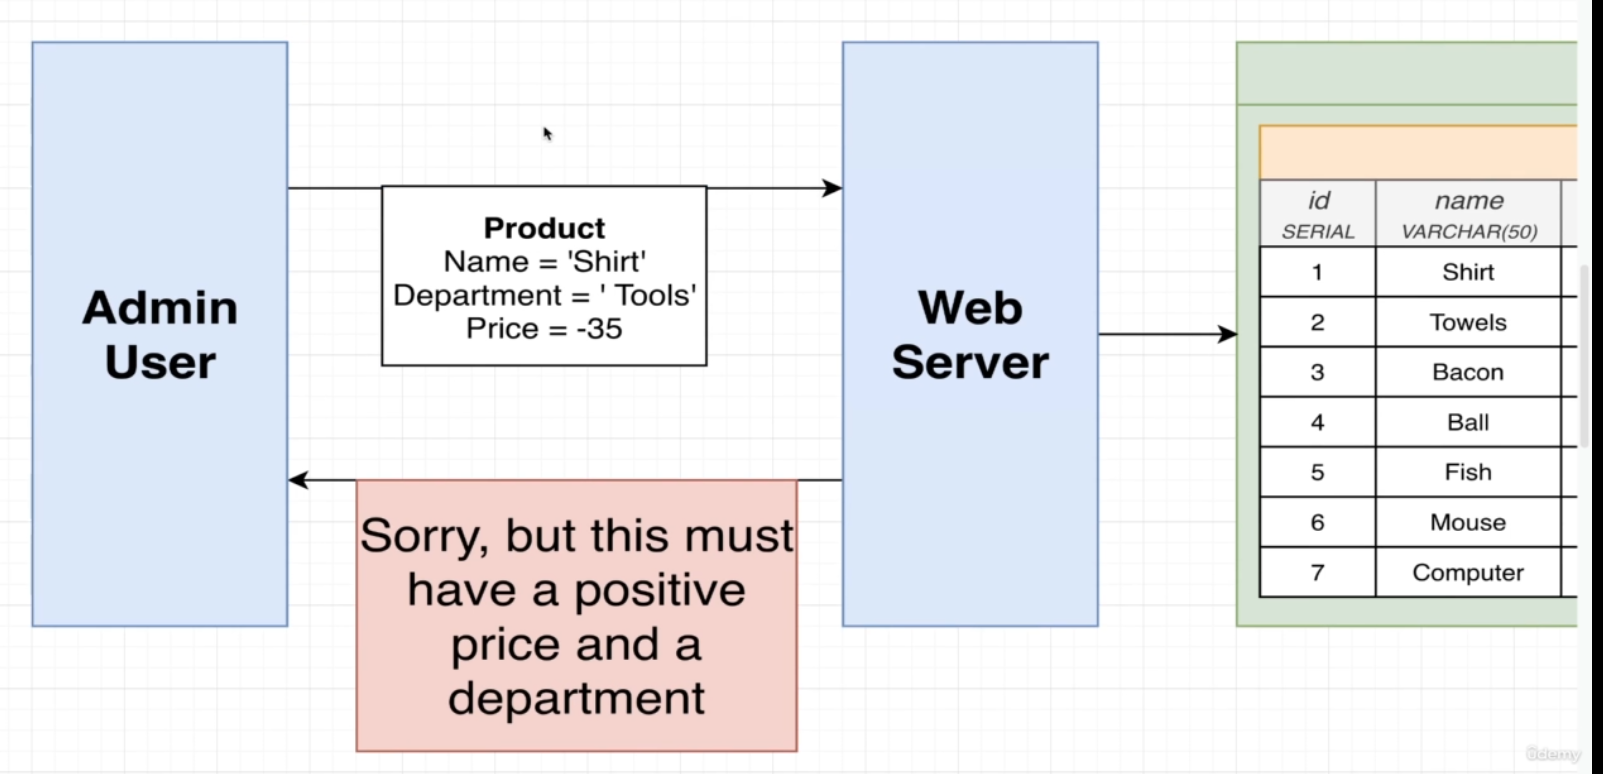 Admin
User
Product
Name = 'Shirt'
Department = ' Tools'
Price = -35
Sorry, but this must
have a positive
price and a
department
Web
Server
id name
SERIAL VARCHAR(50)
1 Shirt
2 Towels
3 Bacon
4 Ball
5 Fish
6 Mouse
7 Computer
ûdemy